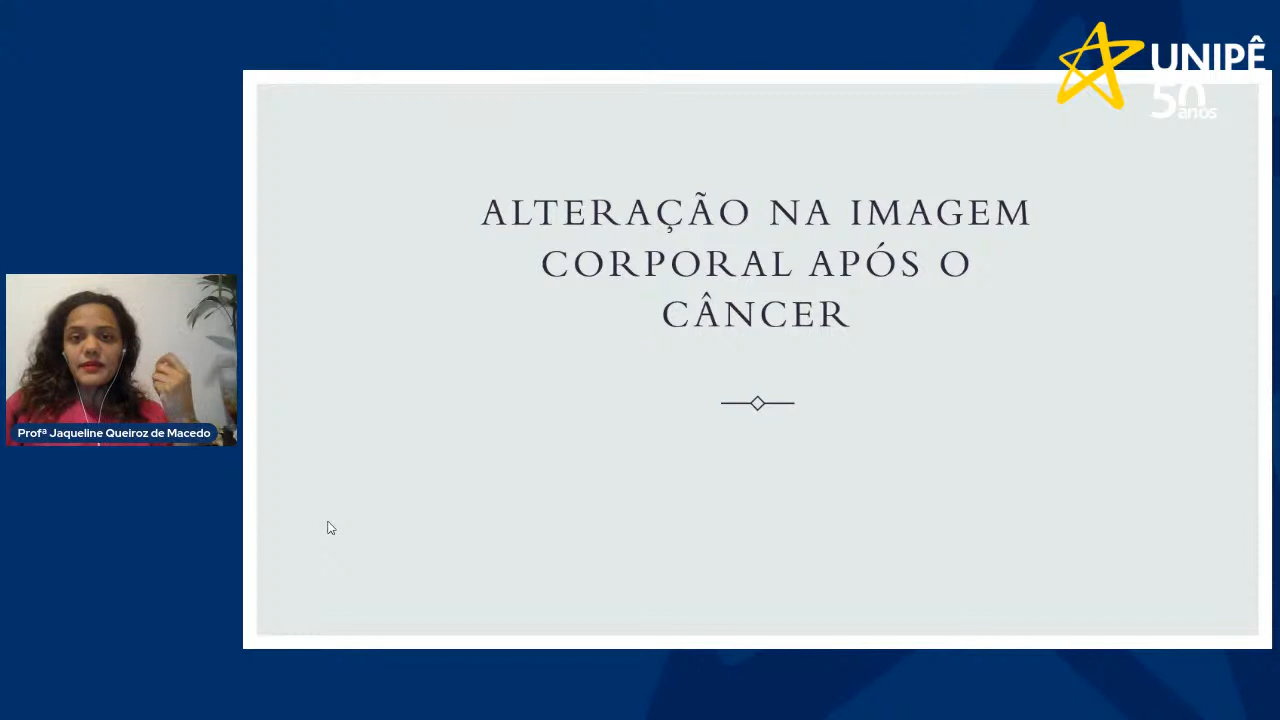 UNIPÊ
50
anos
ALTERAÇÃO NA IMAGEM
CORPORAL APÓS O
CÂNCER
Profª Jaqueline Queiroz de Macedo